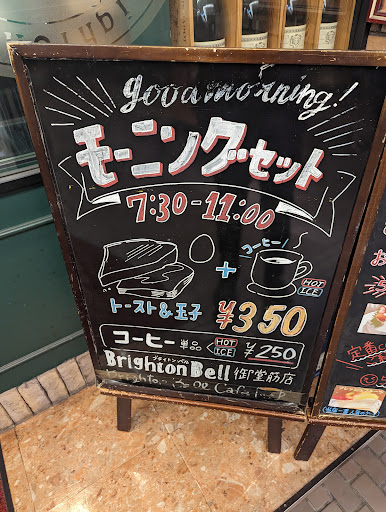 good morning!
モーニングセット
7:30-11:00
コーヒー
HOT
ICE
+
トースト&玉子 ¥350
コーヒー 単品 HOT ICE ¥250
ブライトン ベル
Brighton Bell 御堂筋店